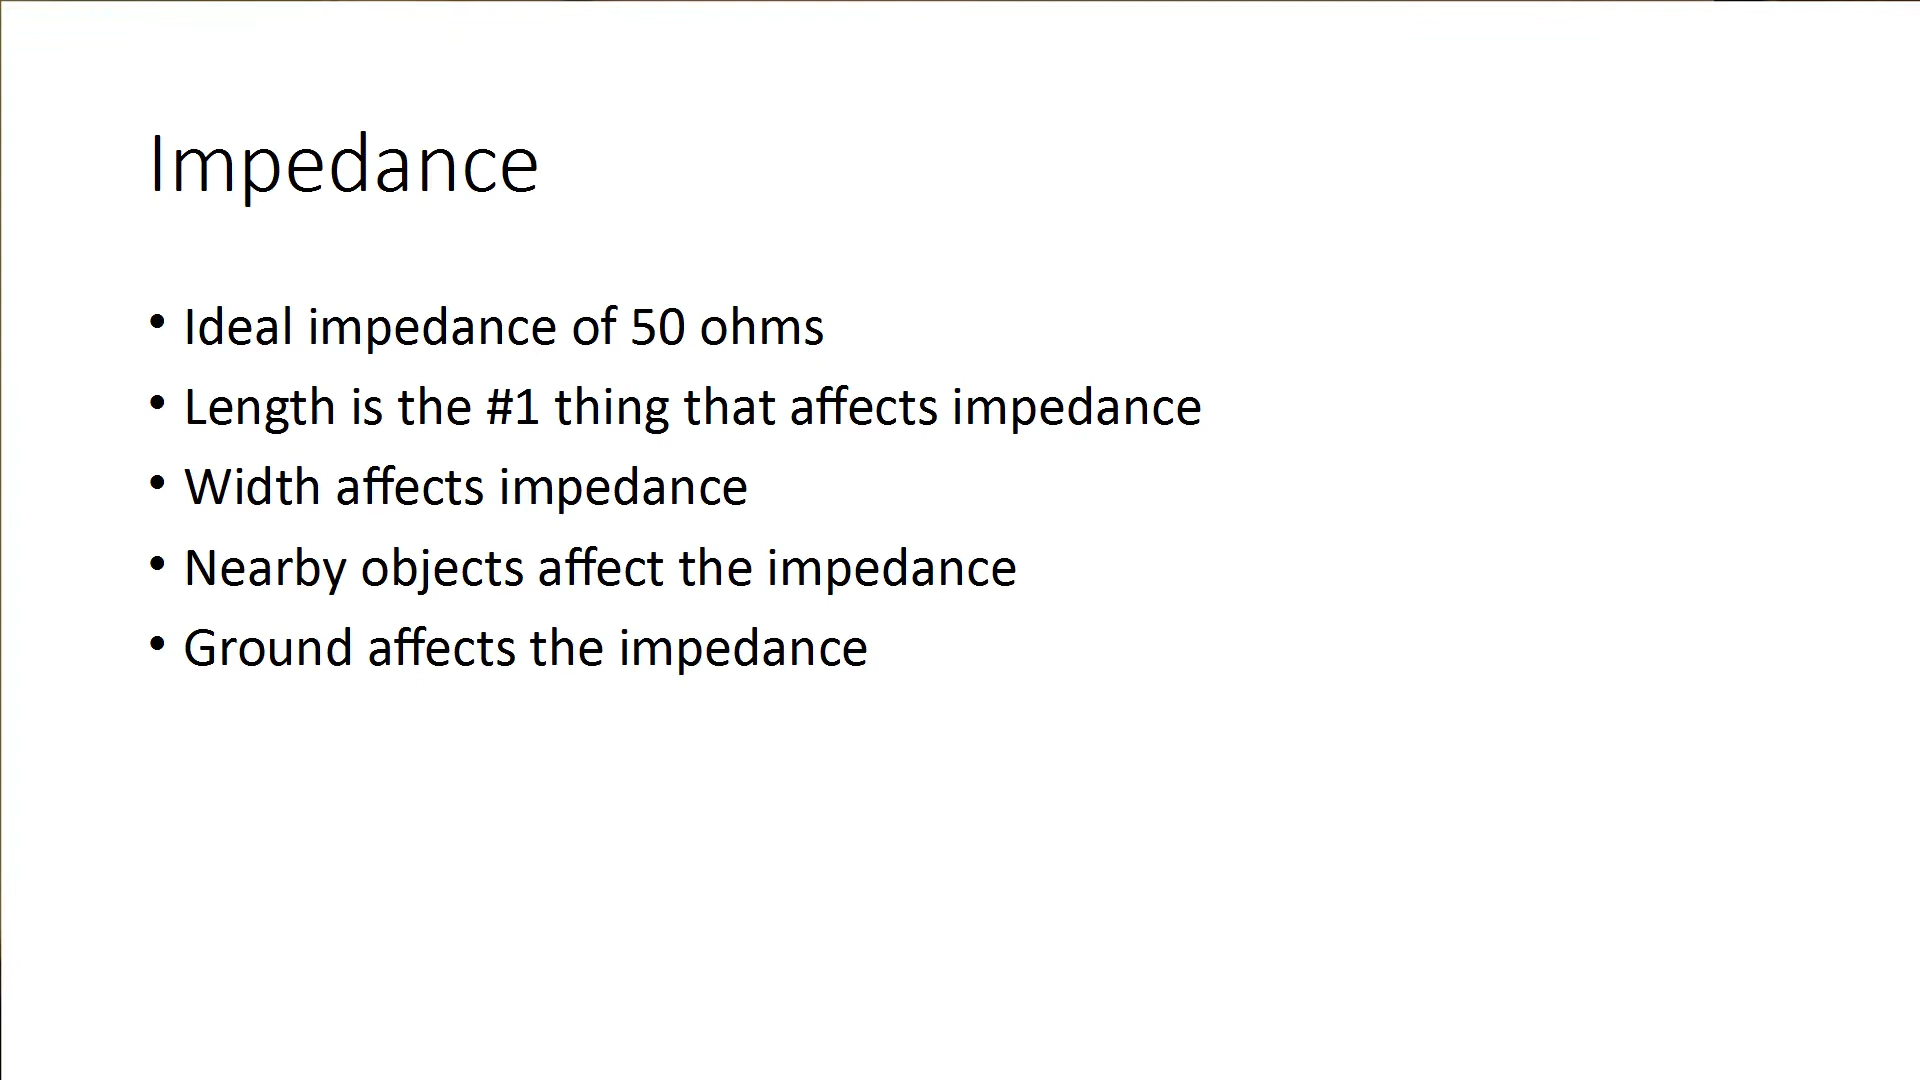 Impedance
• Ideal impedance of 50 ohms
• Length is the #1 thing that affects impedance
• Width affects impedance
• Nearby objects affect the impedance
• Ground affects the impedance